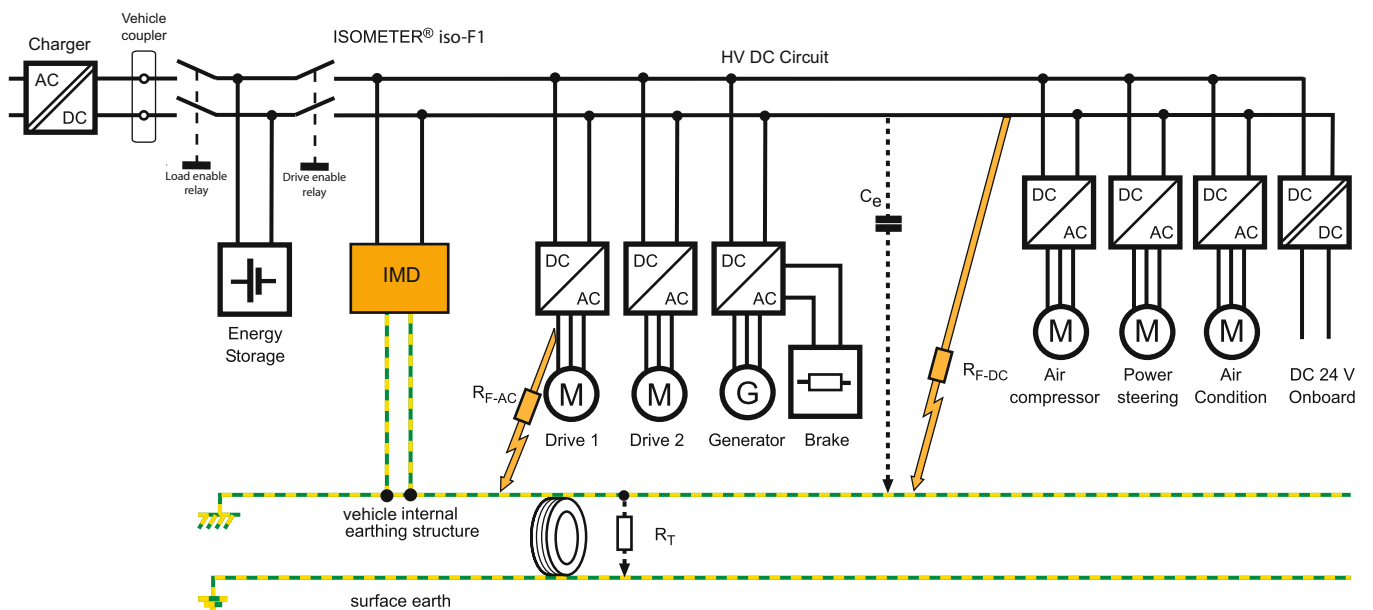 Vehicle
coupler
ISOMETER® iso-F1
Charger
HV DC Circuit
AC
DC
Load enable
relay
Drive enable
relay
DC
AC
DC
AC
DC
AC
DC
DC
Ce
IMD
DC
AC
DC
AC
DC
AC
Energy
Storage
M
M
M
RF-DC
RF-AC
M
M
G
Air
compressor
Power
steering
Air
Condition
DC 24 V
Onboard
Drive 1
Drive 2
Generator
Brake
vehicle internal
earthing structure
RT
surface earth